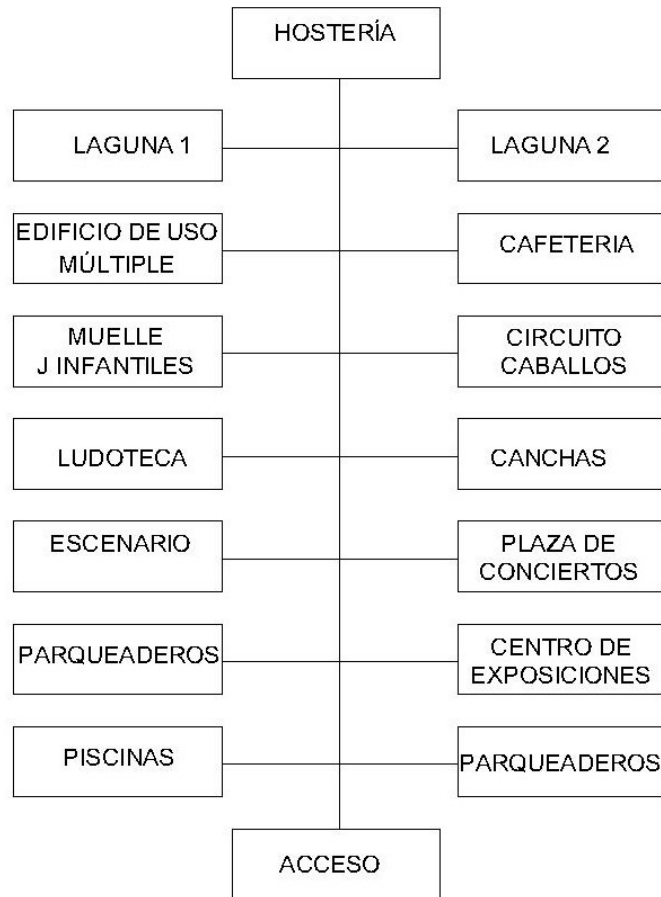 HOSTERÍA
LAGUNA 1
LAGUNA 2
EDIFICIO DE USO
MÚLTIPLE
CAFETERIA
MUELLE
J INFANTILES
CIRCUITO
CABALLOS
LUDOTECA
CANCHAS
ESCENARIO
PLAZA DE
CONCIERTOS
PARQUEADEROS
CENTRO DE
EXPOSICIONES
PISCINAS
PARQUEADEROS
ACCESO